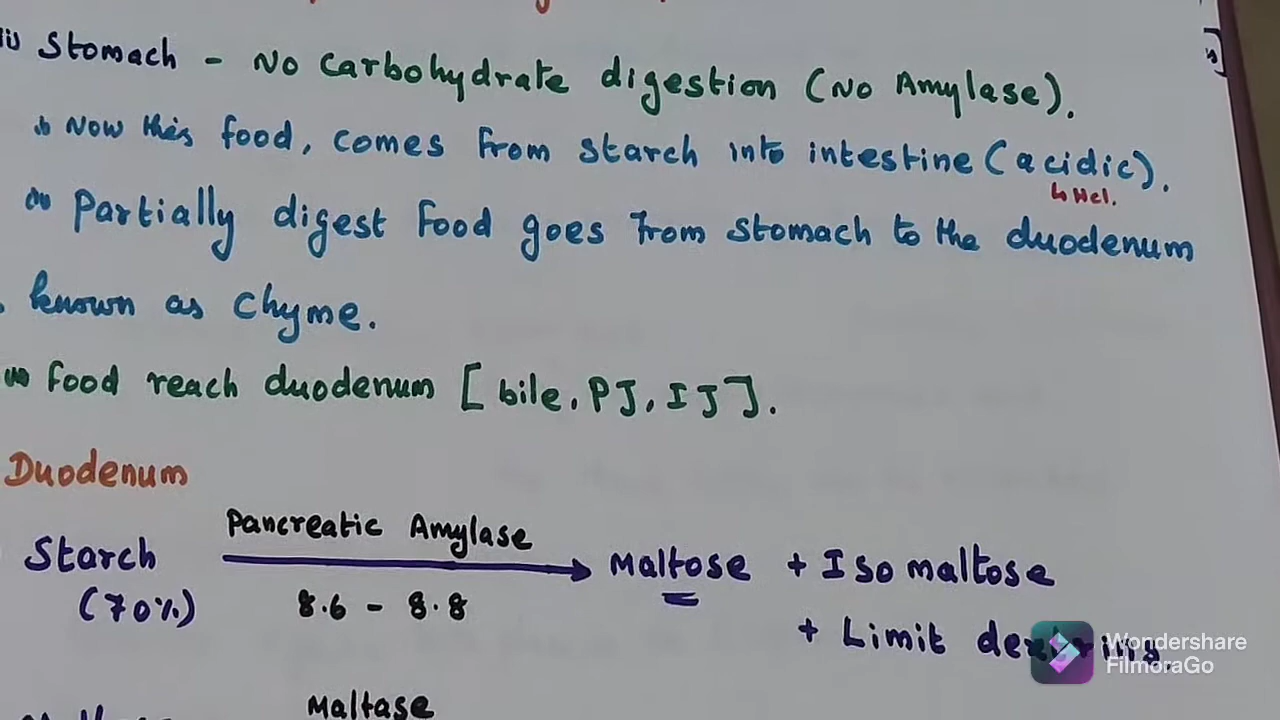 Stomach - No Carbohydrate digestion (No Amylase).
Now this food, comes from starch into intestine (acidic).
↳ Hcl.
Partially digest Food goes from stomach to the duodenum
known as Chyme.
Food reach duodenum [bile, PJ, IJ].
Duodenum
Pancreatic Amylase
Starch → Maltose + Isomaltose
(70%) 8.6 - 8.8
+ Limit dextrins.
Wondershare
FilmoraGo
Maltase